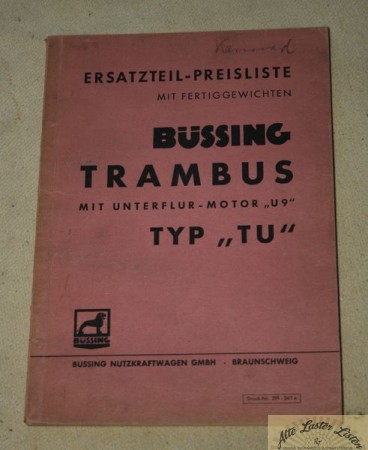 ERSATZTEIL-PREISLISTE
MIT FERTIGGEWICHTEN
BÜSSING
TRAMBUS
MIT UNTERFLUR-MOTOR „U9“
TYP „TU“
BÜSSING
BÜSSING NUTZKRAFTWAGEN GMBH - BRAUNSCHWEIG
Alte Laster Listen